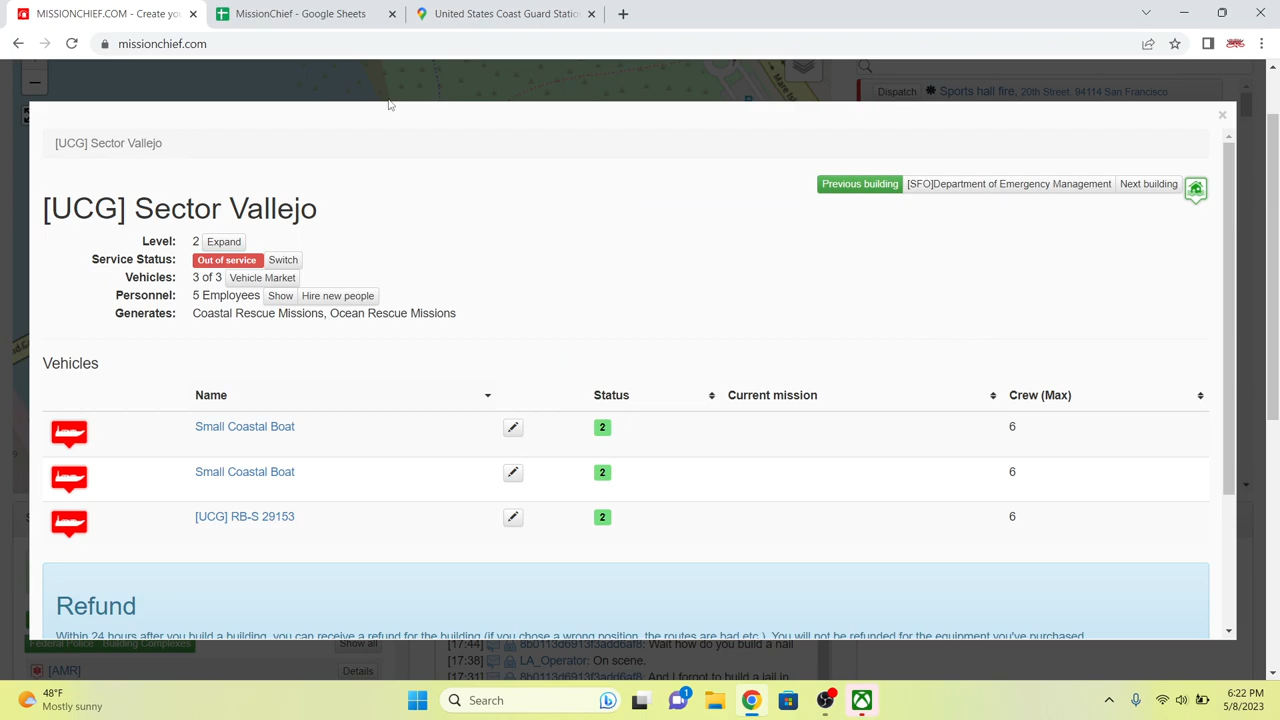 MISSIONCHIEF.COM - Create you
MissionChief - Google Sheets
United States Coast Guard Statio
missionchief.com
Dispatch
Sports hall fire, 20th Street, 94114 San Francisco
[UCG] Sector Vallejo
Previous building
[SFO]Department of Emergency Management
Next building
[UCG] Sector Vallejo
Level: 2 Expand
Service Status: Out of service Switch
Vehicles: 3 of 3 Vehicle Market
Personnel: 5 Employees Show Hire new people
Generates: Coastal Rescue Missions, Ocean Rescue Missions
Vehicles
Name Status Current mission Crew (Max)
Small Coastal Boat 2 6
Small Coastal Boat 2 6
[UCG] RB-S 29153 2 6
Refund
Within 24 hours after you build a building, you can receive a refund for the building (if you chose a wrong position, the routes are bad etc.). You will not be refunded for the equipment you've purchased
Federal Police Building Complexes Show all
[17:44] 8b0113d6913f3dd6af8: Wait how do you build a hall
[AMR] Details
[17:38] LA_Operator: On scene.
[17:31] 8b0113d6913f3dd6af8: And I forgot to build a jail in
48°F
Mostly sunny
Search
1
6:22 PM
5/8/2023